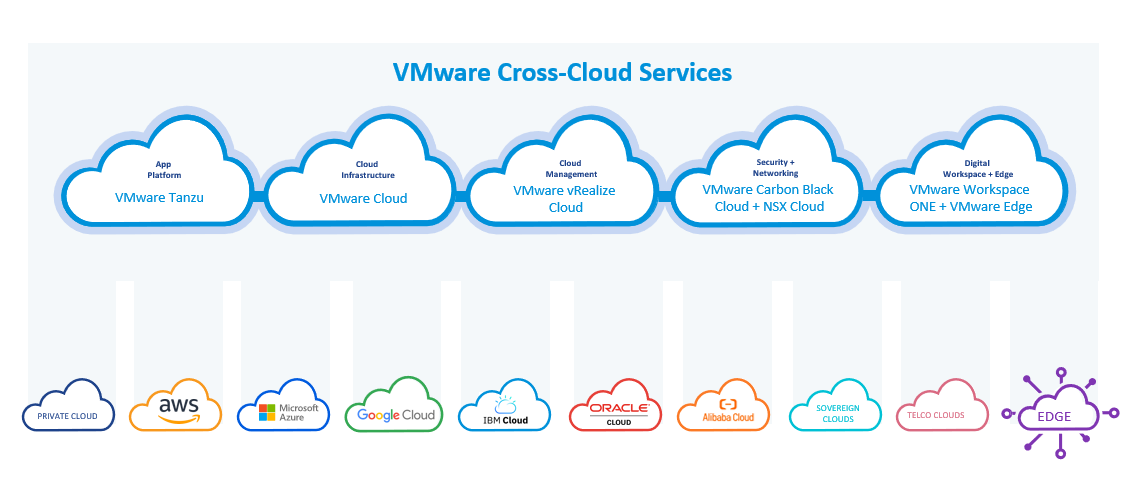 VMware Cross-Cloud Services
App
Platform
VMware Tanzu
Cloud
Infrastructure
VMware Cloud
Cloud
Management
VMware vRealize
Cloud
Security +
Networking
VMware Carbon Black
Cloud + NSX Cloud
Digital
Workspace + Edge
VMware Workspace
ONE + VMware Edge
PRIVATE CLOUD
aws
Microsoft
Azure
Google Cloud
IBM Cloud
ORACLE
CLOUD
Alibaba Cloud
SOVEREIGN
CLOUDS
TELCO CLOUDS
EDGE